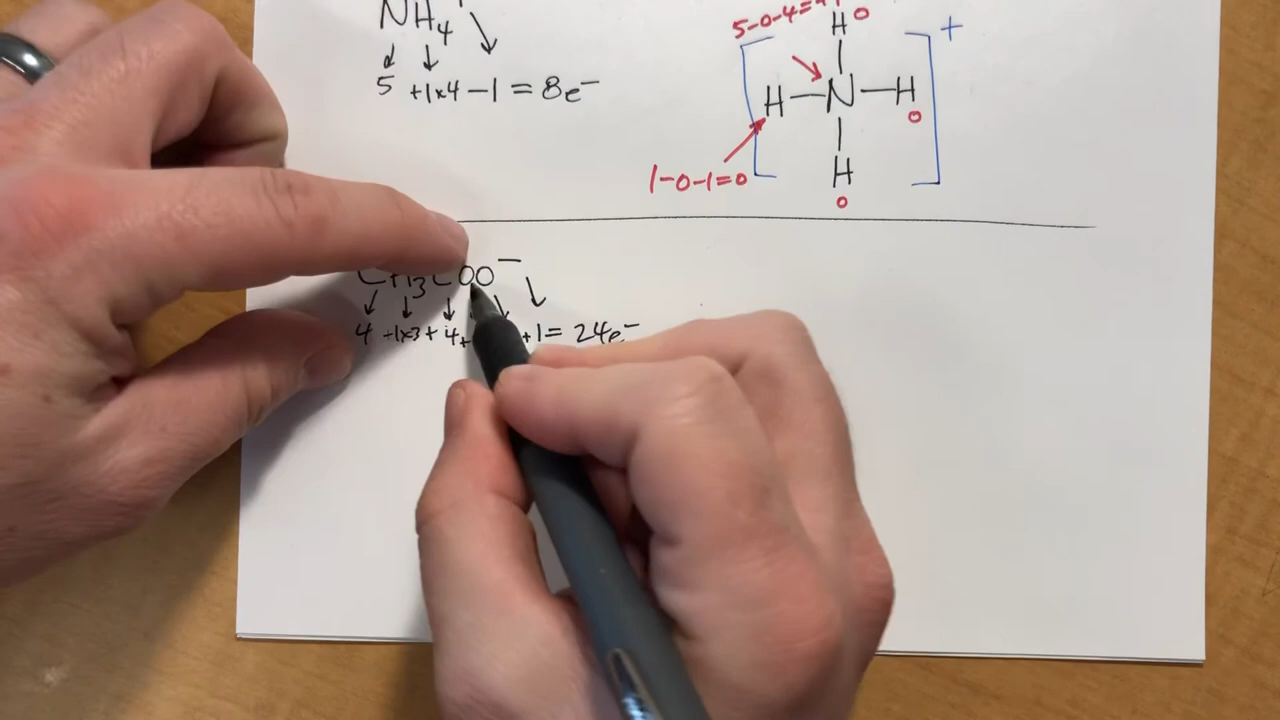 NH₄⁺
5 +1x4 -1 = 8e⁻
5-0-4=+1
H 0
+
H-N-H
0
H
0
1-0-1=0
CH₃COO⁻
4 +1x3+ 4+ +1= 24e⁻